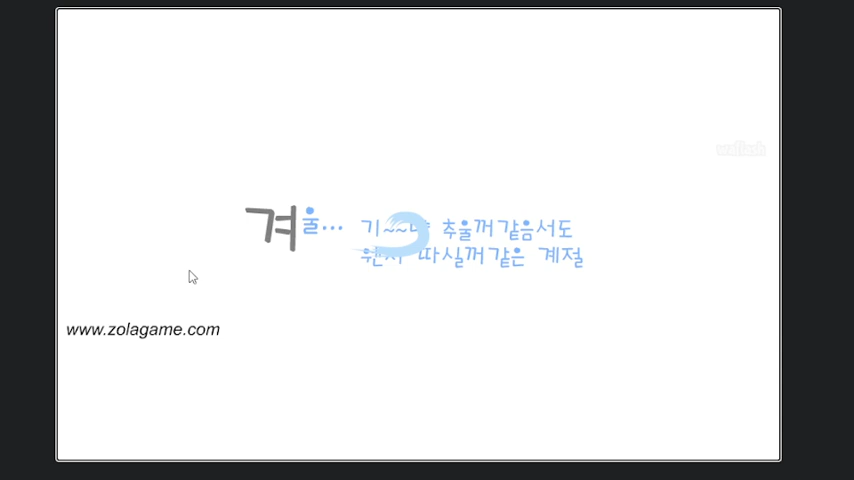 겨울... 기~~ 추울꺼 같음서도
따실꺼 같은 계절
www.zolagame.com